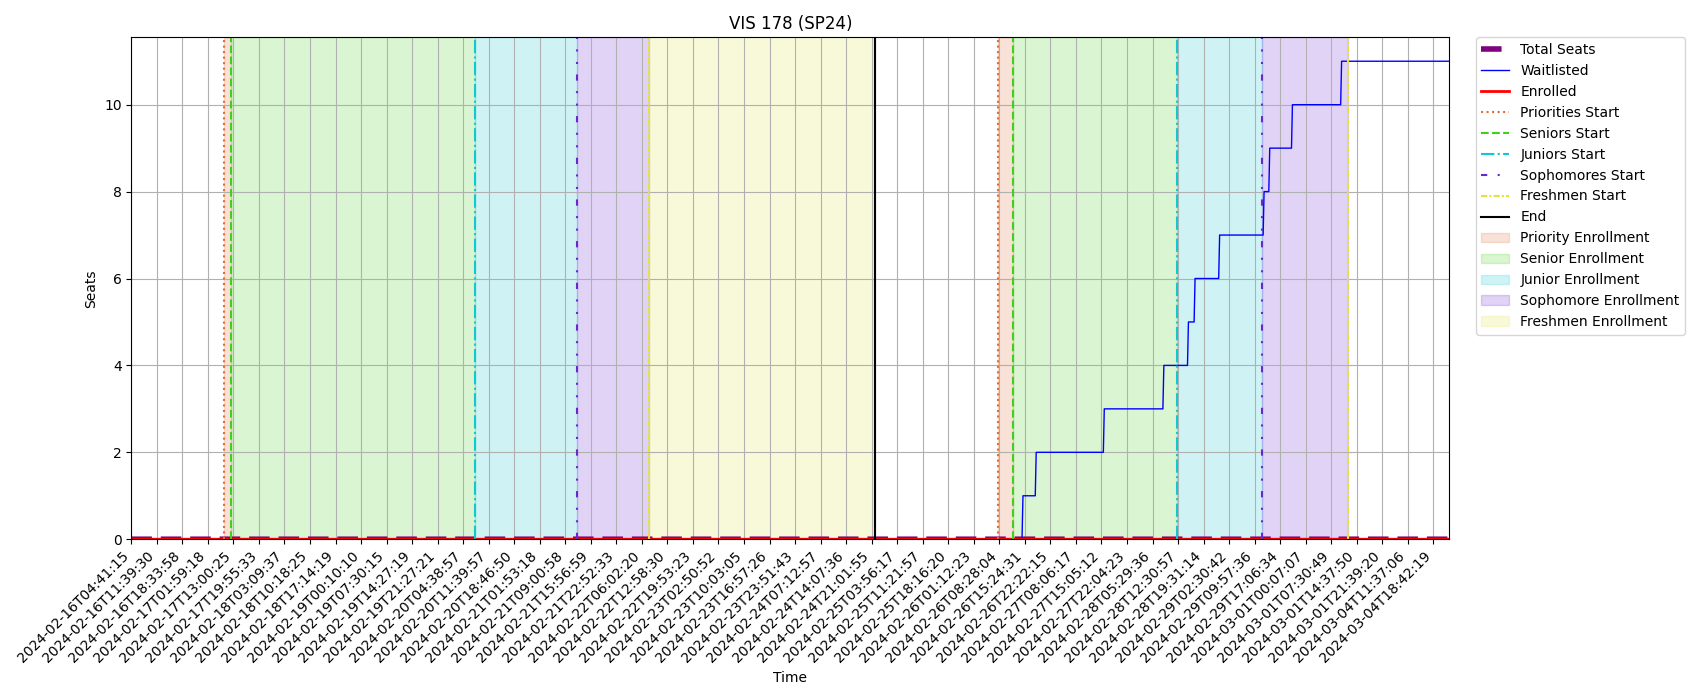 VIS 178 (SP24)
Seats
10
8
6
4
2
0
2024-02-16T04:41:15
2024-02-16T11:39:30
2024-02-16T18:33:58
2024-02-17T01:59:18
2024-02-17T13:00:25
2024-02-17T19:55:33
2024-02-18T03:09:37
2024-02-18T10:18:25
2024-02-18T17:14:19
2024-02-19T00:10:10
2024-02-19T07:30:15
2024-02-19T14:27:19
2024-02-19T21:27:21
2024-02-20T04:38:57
2024-02-20T11:39:57
2024-02-20T18:46:50
2024-02-21T01:53:18
2024-02-21T09:00:58
2024-02-21T15:56:59
2024-02-21T22:52:33
2024-02-22T06:02:20
2024-02-22T12:58:30
2024-02-22T19:53:23
2024-02-23T02:50:52
2024-02-23T10:03:05
2024-02-23T16:57:26
2024-02-23T23:51:43
2024-02-24T07:12:57
2024-02-24T14:07:36
2024-02-24T21:01:55
2024-02-25T03:56:17
2024-02-25T11:21:57
2024-02-25T18:16:20
2024-02-26T01:12:23
2024-02-26T08:28:04
2024-02-26T15:24:31
2024-02-26T22:22:15
2024-02-27T08:06:17
2024-02-27T15:05:12
2024-02-27T22:04:23
2024-02-28T05:29:36
2024-02-28T12:30:57
2024-02-28T19:31:14
2024-02-29T02:30:42
2024-02-29T09:57:36
2024-02-29T17:06:34
2024-03-01T00:07:07
2024-03-01T07:30:49
2024-03-01T14:37:50
2024-03-01T21:39:20
2024-03-04T11:37:06
2024-03-04T18:42:19
Time
Total Seats
Waitlisted
Enrolled
Priorities Start
Seniors Start
Juniors Start
Sophomores Start
Freshmen Start
End
Priority Enrollment
Senior Enrollment
Junior Enrollment
Sophomore Enrollment
Freshmen Enrollment